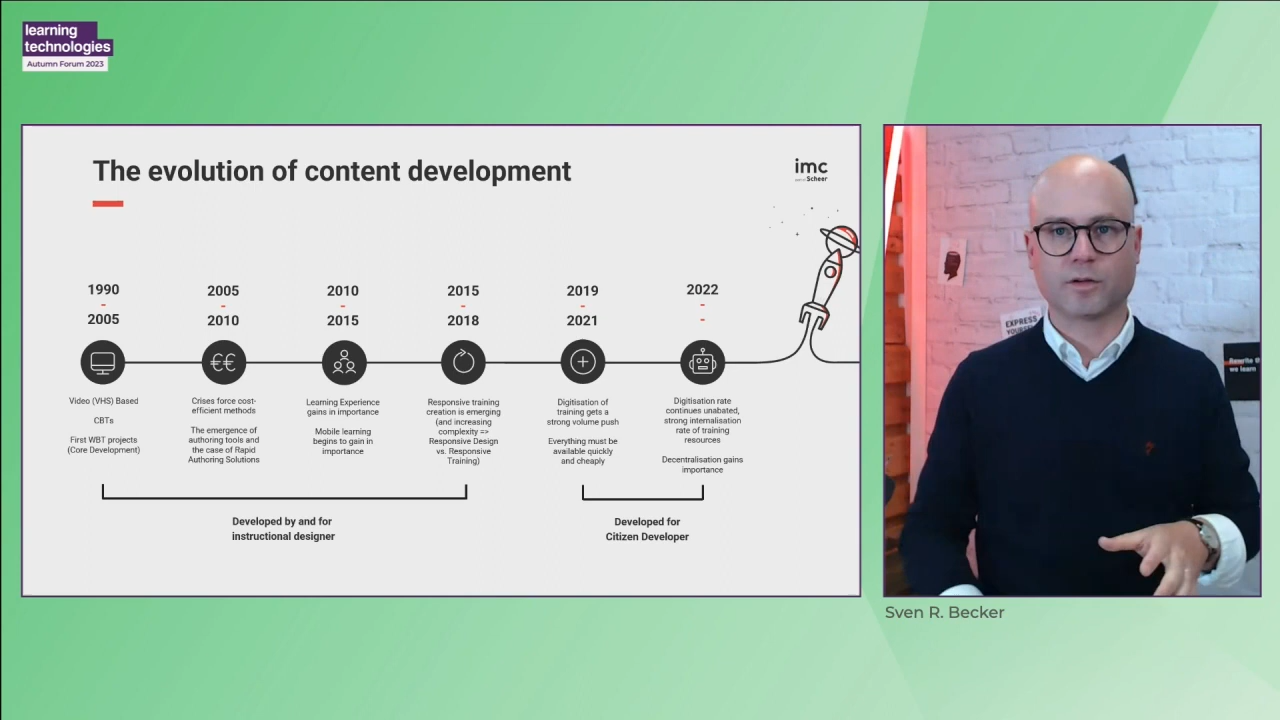 learning
technologies
Autumn Forum 2023
The evolution of content development
imc
Scheer
1990
-
2005
2005
-
2010
2010
-
2015
2015
-
2018
2019
-
2021
2022
-
-
€€
Video (VHS) Based
CBTs
First WBT projects
(Core Development)
Crises force cost-
efficient methods
The emergence of
authoring tools and
the case of Rapid
Authoring Solutions
Learning Experience
gains in importance
Mobile learning
begins to gain in
importance
Responsive training
creation is emerging
(and increasing
complexity =>
Responsive Design
vs. Responsive
Training)
Digitisation of
training gets a
strong volume push
Everything must be
available quickly
and cheaply
Digitisation rate
continues unabated,
strong internalisation
rate of training
resources
Decentralisation gains
importance
Developed by and for
instructional designer
Developed for
Citizen Developer
EXPRESS
Rewrite
we learn
Sven R. Becker